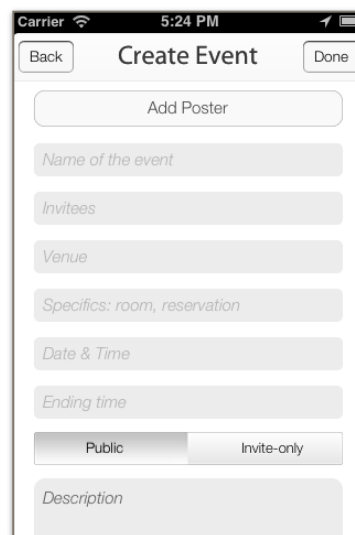 Carrier 5:24 PM
Back Create Event Done
Add Poster
Name of the event
Invitees
Venue
Specifics: room, reservation
Date & Time
Ending time
Public Invite-only
Description